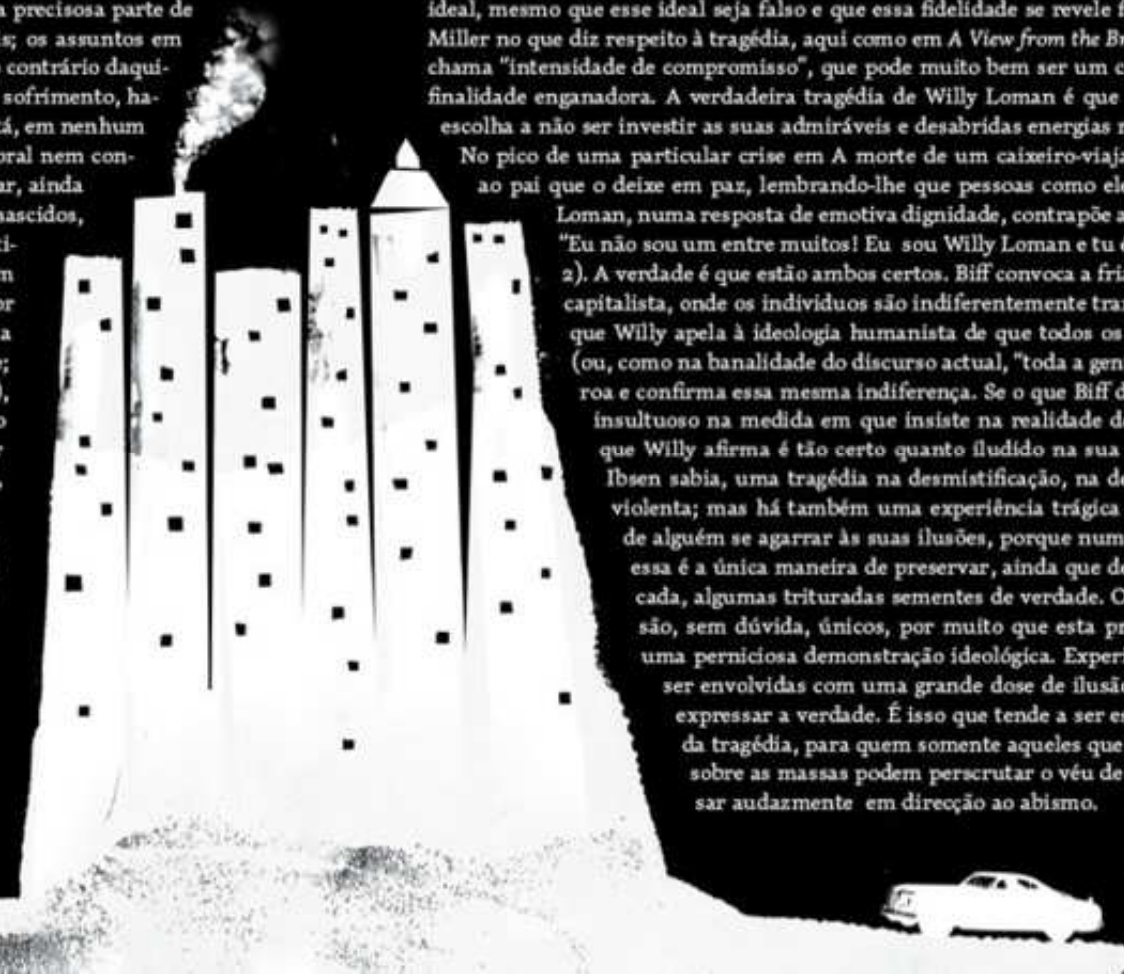 a precisosa parte de
is; os assuntos em
contrário daqui-
sofrimento, ha-
tá, em nenhum
oral nem con-
ar, ainda
nascidos,
ti-
m
or
a
;
),
o
ideal, mesmo que esse ideal seja falso e que essa fidelidade se revele f
Miller no que diz respeito à tragédia, aqui como em A View from the Br
chama "intensidade de compromisso", que pode muito bem ser um c
finalidade enganadora. A verdadeira tragédia de Willy Loman é que
escolha a não ser investir as suas admiráveis e desabridas energias
No pico de uma particular crise em A morte de um caixeiro-viaja
ao pai que o deixe em paz, lembrando-lhe que pessoas como ele
Loman, numa resposta de emotiva dignidade, contrapõe a
"Eu não sou um entre muitos! Eu sou Willy Loman e tu é
2). A verdade é que estão ambos certos. Biff convoca a fria
capitalista, onde os individuos são indiferentemente tra
que Willy apela à ideologia humanista de que todos os
(ou, como na banalidade do discurso actual, "toda a gen
roa e confirma essa mesma indiferença. Se o que Biff d
insultuoso na medida em que insiste na realidade d
que Willy afirma é tão certo quanto iludido na sua
Ibsen sabia, uma tragédia na desmistificação, na de
violenta; mas há também uma experiência trágica
de alguém se agarrar às suas ilusões, porque num
essa é a única maneira de preservar, ainda que de
cada, algumas trituradas sementes de verdade. O
são, sem dúvida, únicos, por muito que esta pr
uma perniciosa demonstração ideológica. Experi
ser envolvidas com uma grande dose de ilusã
expressar a verdade. É isso que tende a ser es
da tragédia, para quem somente aqueles que
sobre as massas podem perscrutar o véu de
sar audazmente em direcção ao abismo.